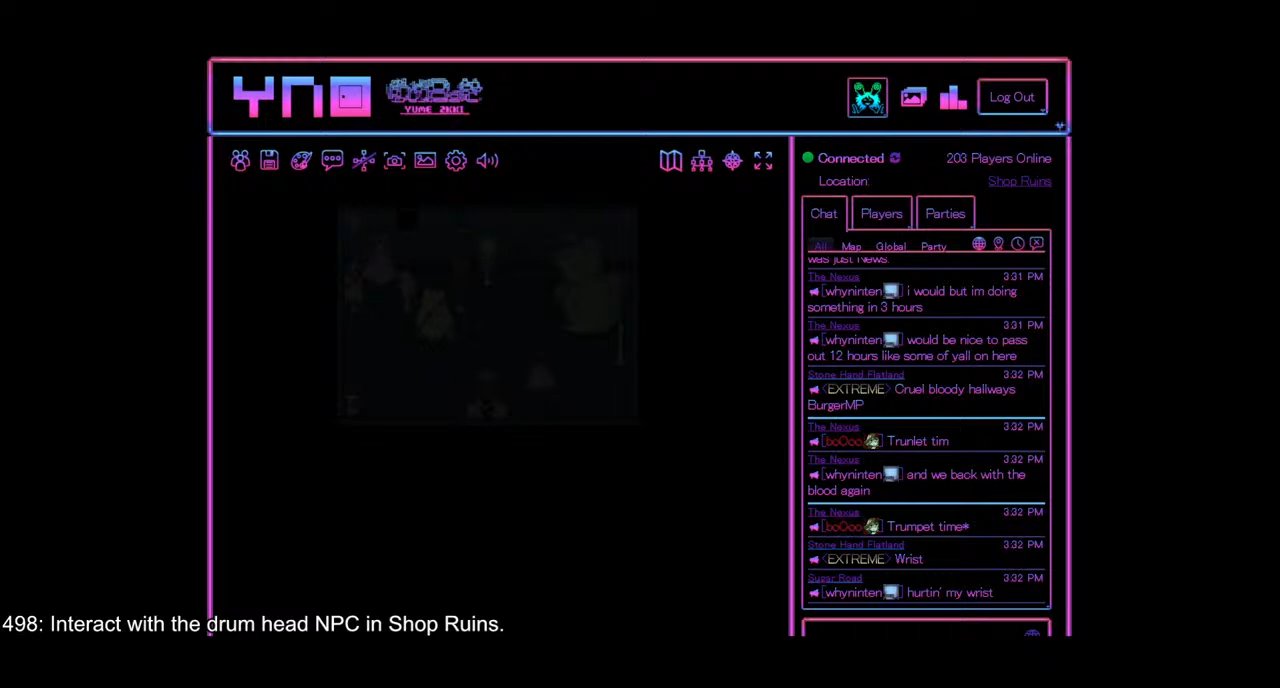 YNO
YUME 2KKI
Log Out
Connected
203 Players Online
Location:
Shop Ruins
Chat
Players
Parties
All
Map
Global
Party
was just News.
The Nexus
3:31 PM
[whyninten] i would but im doing
something in 3 hours
The Nexus
3:31 PM
[whyninten] would be nice to pass
out 12 hours like some of yall on here
Stone Hand Flatland
3:32 PM
<EXTREME> Cruel bloody hallways
BurgerMP
The Nexus
3:32 PM
[boOoo] Trunlet tim
The Nexus
3:32 PM
[whyninten] and we back with the
blood again
The Nexus
3:32 PM
[boOoo] Trumpet time*
Stone Hand Flatland
3:32 PM
<EXTREME> Wrist
Sugar Road
3:32 PM
[whyninten] hurtin' my wrist
498: Interact with the drum head NPC in Shop Ruins.